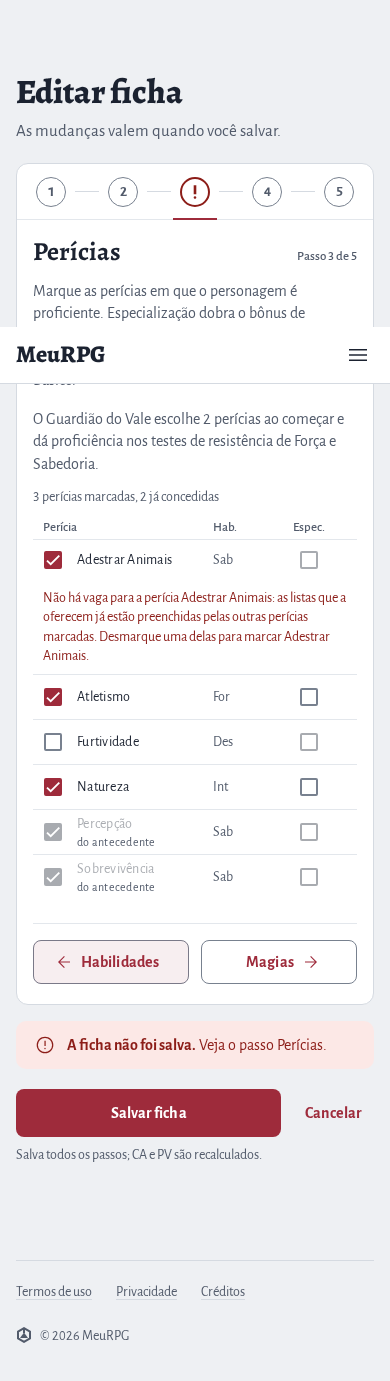 Editar ficha
As mudanças valem quando você salvar.
1 2 ! 4 5
Perícias
Passo 3 de 5
Marque as perícias em que o personagem é
proficiente. Especialização dobra o bônus de
MeuRPG
O Guardião do Vale escolhe 2 perícias ao começar e
dá proficiência nos testes de resistência de Força e
Sabedoria.
3 perícias marcadas, 2 já concedidas
Perícia Hab. Espec.
Adestrar Animais Sab
Não há vaga para a perícia Adestrar Animais: as listas que a
oferecem já estão preenchidas pelas outras perícias
marcadas. Desmarque uma delas para marcar Adestrar
Animais.
Atletismo For
Furtividade Des
Natureza Int
Percepção
do antecedente
Sab
Sobrevivência
do antecedente
Sab
← Habilidades
Magias →
A ficha não foi salva. Veja o passo Perícias.
Salvar ficha
Cancelar
Salva todos os passos; CA e PV são recalculados.
Termos de uso Privacidade Créditos
© 2026 MeuRPG